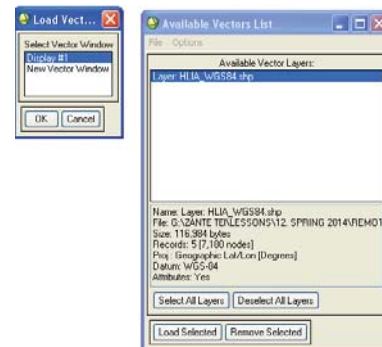 Load Vect...
Select Vector Window
Display #1
New Vector Window
OK
Cancel
Available Vectors List
File Options
Available Vector Layers:
Layer: HLIA_WGS84.shp
Name: Layer: HLIA_WGS84.shp
File: G:\ZANTE TEI\LESSONS\12. SPRING 2014\REMOT
Size: 116,984 bytes
Records: 5 [7,180 nodes]
Proj: Geographic Lat/Lon [Degrees]
Datum: WGS-84
Attributes: Yes
Select All Layers
Deselect All Layers
Load Selected
Remove Selected